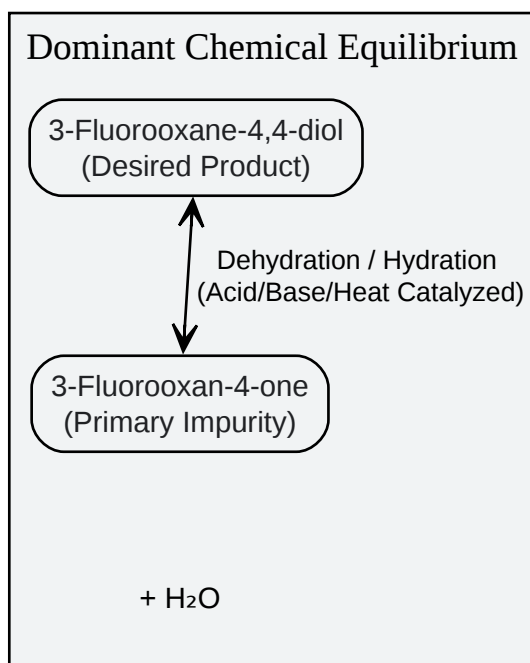 Dominant Chemical Equilibrium
3-Fluorooxane-4,4-diol
(Desired Product)
Dehydration / Hydration
(Acid/Base/Heat Catalyzed)
3-Fluorooxan-4-one
(Primary Impurity)
+ H₂O